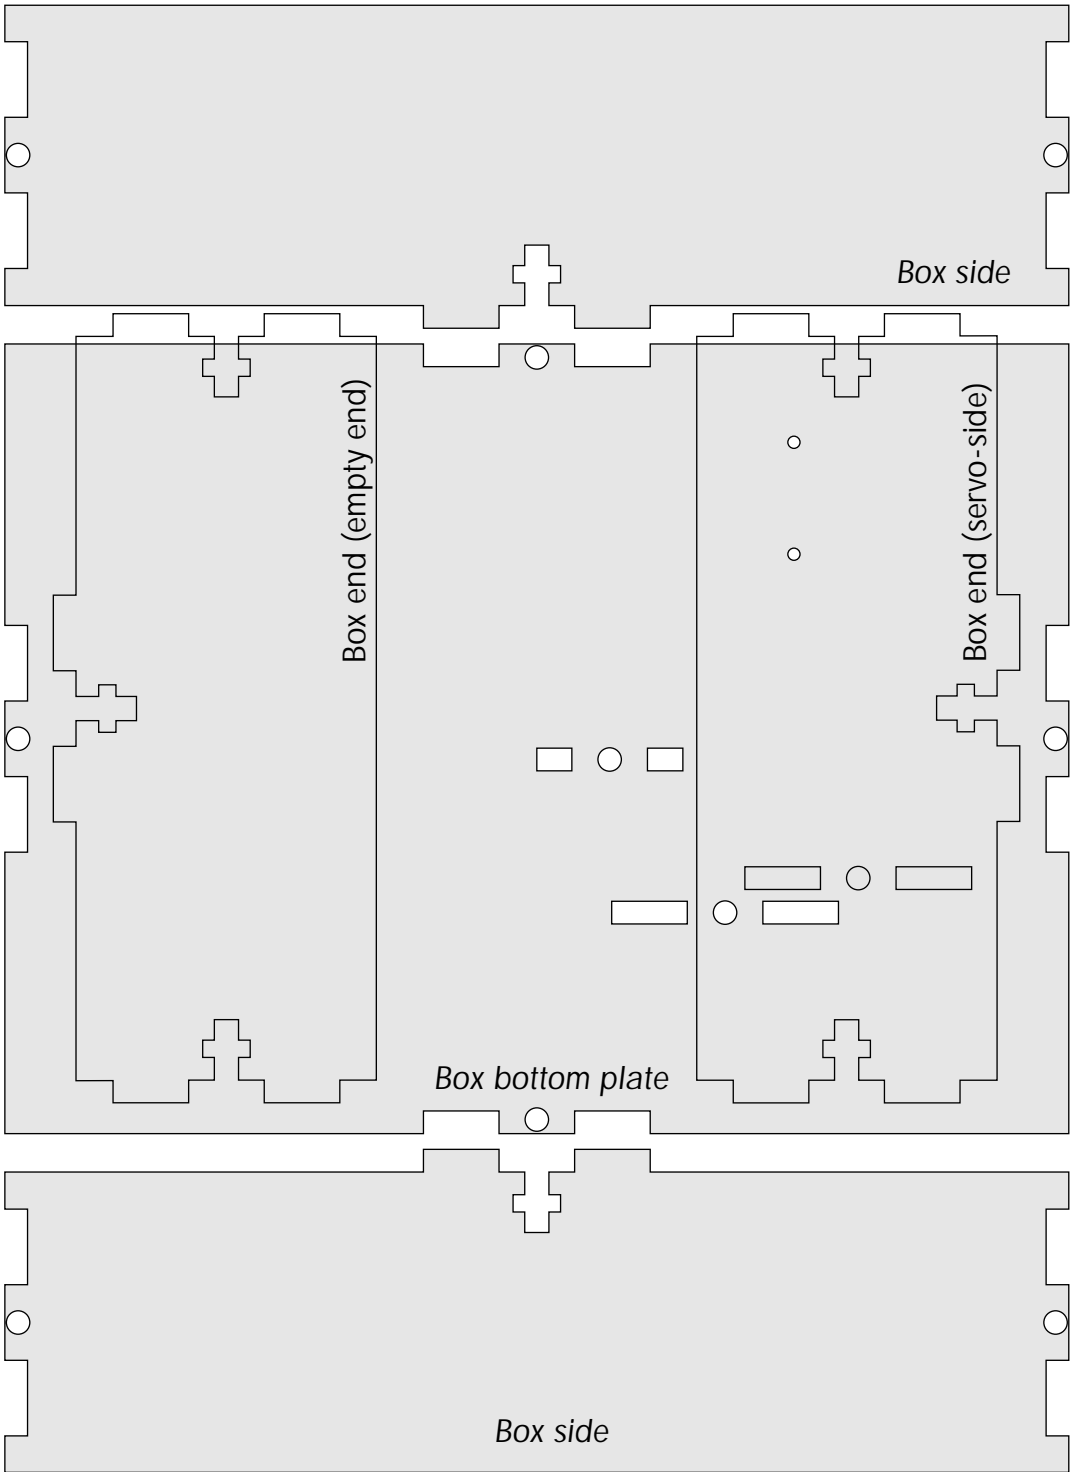 Box side
Box end (empty end)
Box end (servo-side)
Box bottom plate
Box side